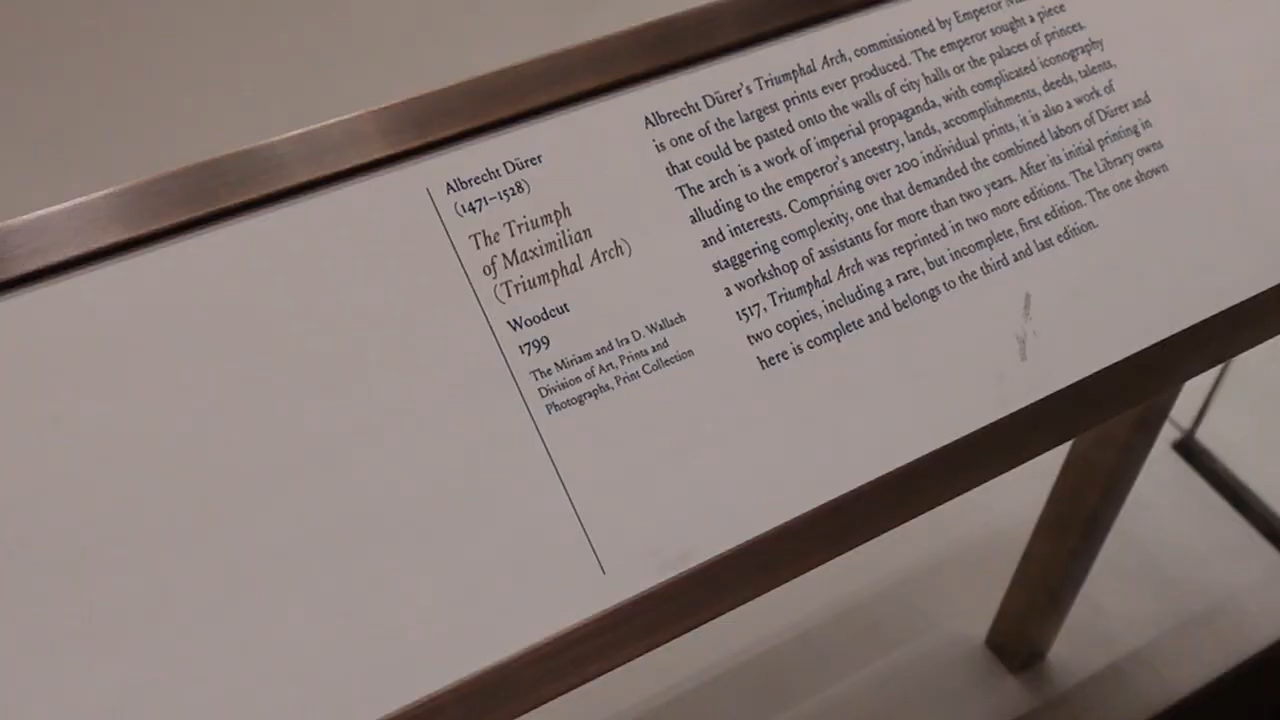 Albrecht Dürer
(1471–1528)
The Triumph
of Maximilian
(Triumphal Arch)
Woodcut
1799
The Miriam and Ira D. Wallach
Division of Art, Prints and
Photographs, Print Collection
Albrecht Dürer's Triumphal Arch, commissioned by Emperor
is one of the largest prints ever produced. The emperor sought a piece
that could be pasted onto the walls of city halls or the palaces of princes.
The arch is a work of imperial propaganda, with complicated iconography
alluding to the emperor's ancestry, lands, accomplishments, deeds, talents,
and interests. Comprising over 200 individual prints, it is also a work of
staggering complexity, one that demanded the combined labors of Dürer and
a workshop of assistants for more than two years. After its initial printing in
1517, Triumphal Arch was reprinted in two more editions. The Library owns
two copies, including a rare, but incomplete, first edition. The one shown
here is complete and belongs to the third and last edition.